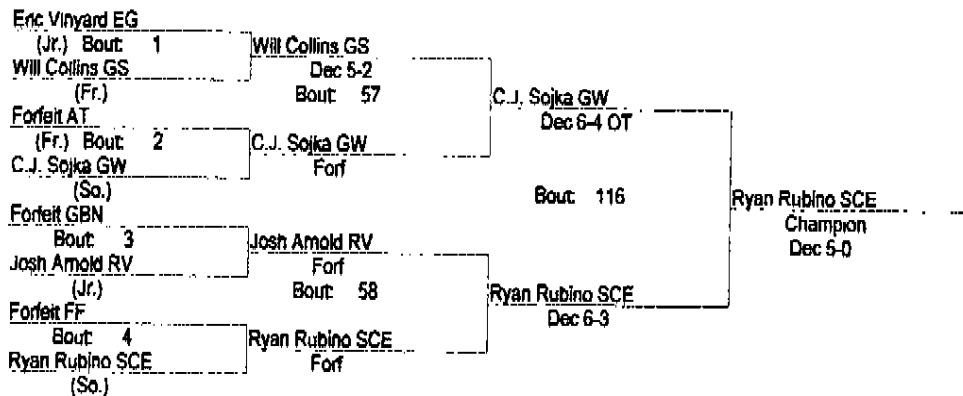 Eric Vinyard EG
(Jr.) Bout: 1
Will Collins GS
(Fr.)
Forfeit AT
(Fr.) Bout: 2
C.J. Sojka GW
(So.)
Forfeit GBN
Bout: 3
Josh Arnold RV
(Jr.)
Forfeit FF
Bout: 4
Ryan Rubino SCE
(So.)
Will Collins GS
Dec 5-2
Bout: 57
C.J. Sojka GW
Forf
Josh Arnold RV
Forf
Bout: 58
Ryan Rubino SCE
Forf
C.J. Sojka GW
Dec 6-4 OT
Bout: 116
Ryan Rubino SCE
Dec 6-3
Ryan Rubino SCE
Champion
Dec 5-0